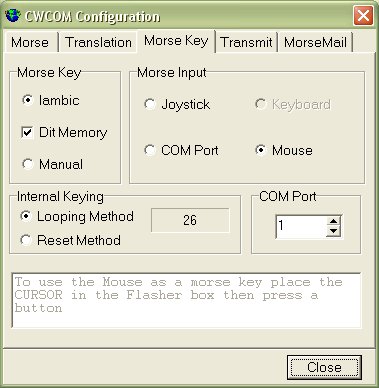 CWCOM Configuration
Morse Translation Morse Key Transmit MorseMail
Morse Key
Iambic
Dit Memory
Manual
Morse Input
Joystick Keyboard
COM Port Mouse
Internal Keying
Looping Method 26
Reset Method
COM Port
1
To use the Mouse as a morse key place the
CURSOR in the Flasher box then press a
button
Close